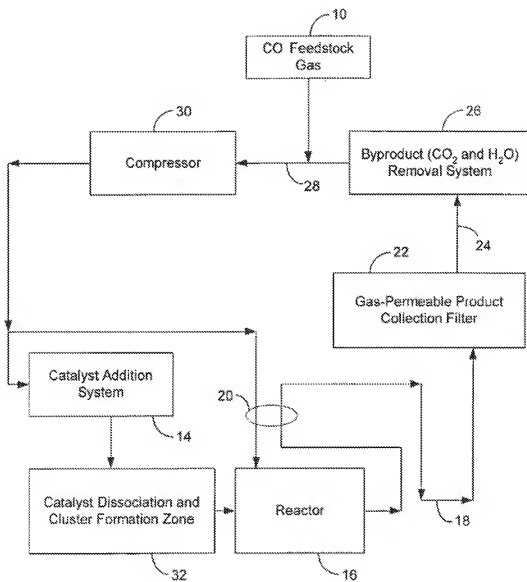 10
CO Feedstock
Gas
30
Compressor
28
26
Byproduct (CO₂ and H₂O)
Removal System
24
22
Gas-Permeable Product
Collection Filter
Catalyst Addition
System
14
20
18
Catalyst Dissociation and
Cluster Formation Zone
32
Reactor
16